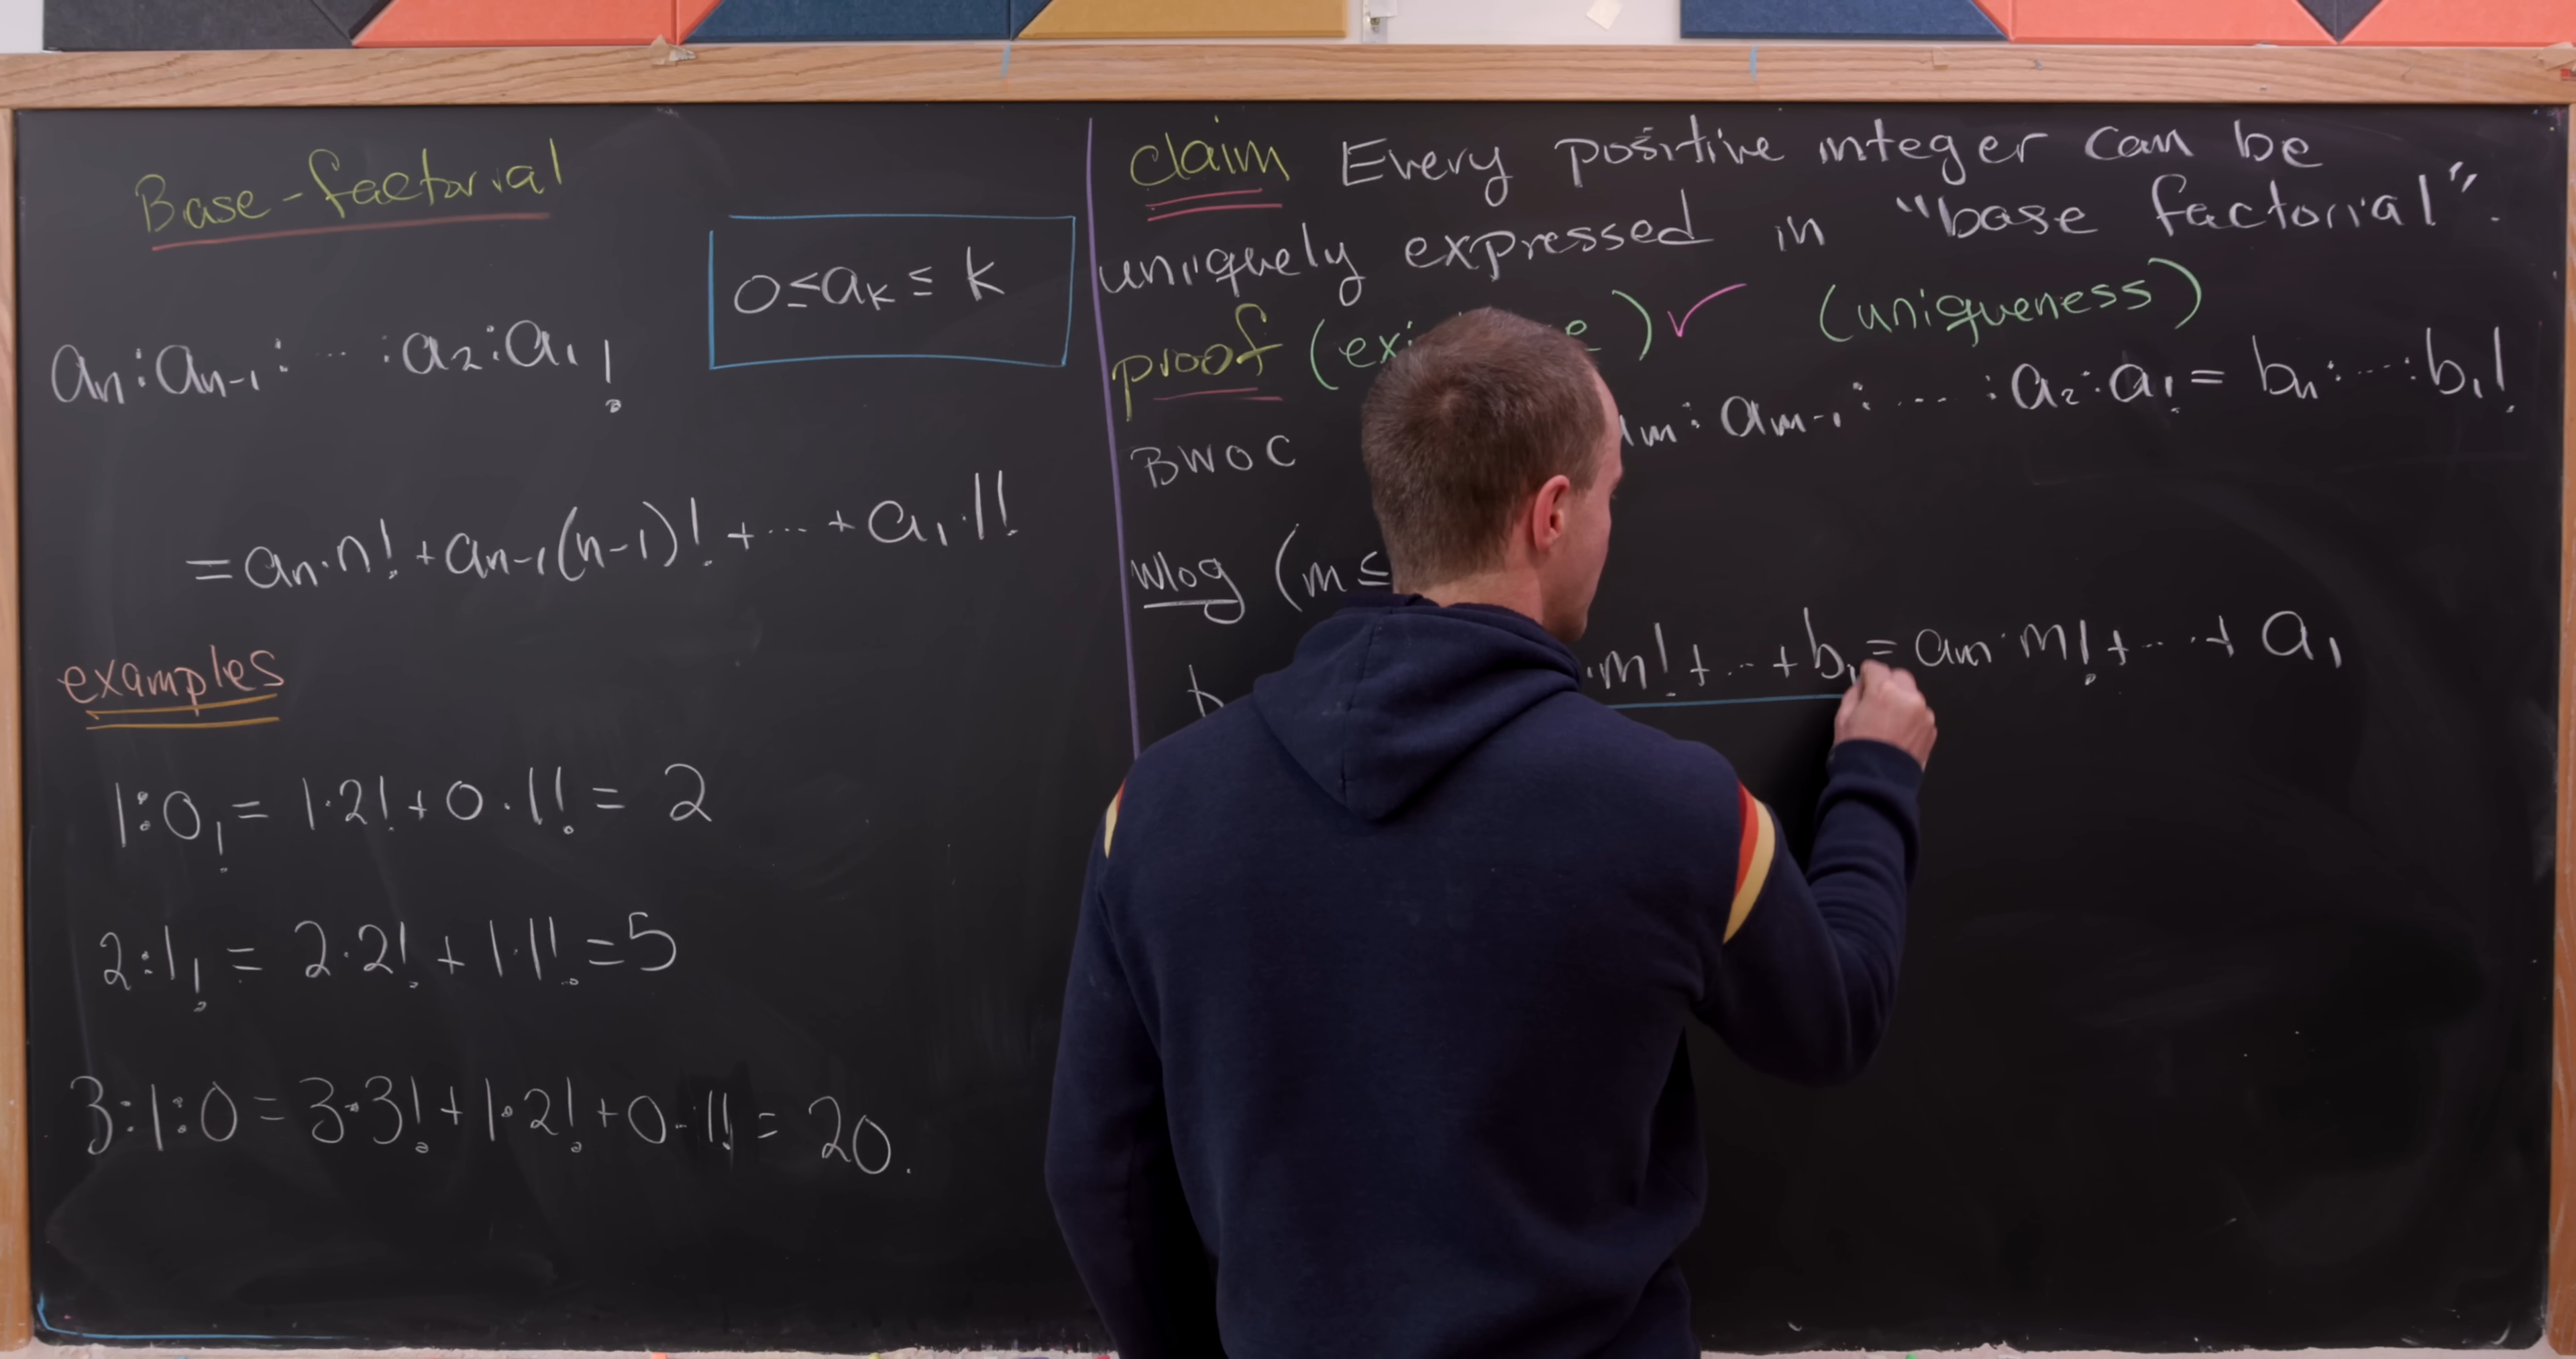 Base-factorial
0≤aₖ≤ k
aₙ:aₙ₋₁: ... :a₂:a₁!
=aₙ·n!+aₙ₋₁(n-1)!+...+a₁·1!
examples
1:0! = 1·2!+0·1! = 2
2:1! = 2·2!+1·1! =5
3:1:0 = 3·3!+1·2!+0·1! = 20.
claim Every positive integer can be
uniquely expressed in "base factorial".
proof ( ) ✓ (uniqueness)
BWOC m:aₘ₋₁: ... :a₂:a₁! = bₙ:...:b₁!
wlog (m ≤
b ·m!+...+b₁=aₘ·m!+...+a₁